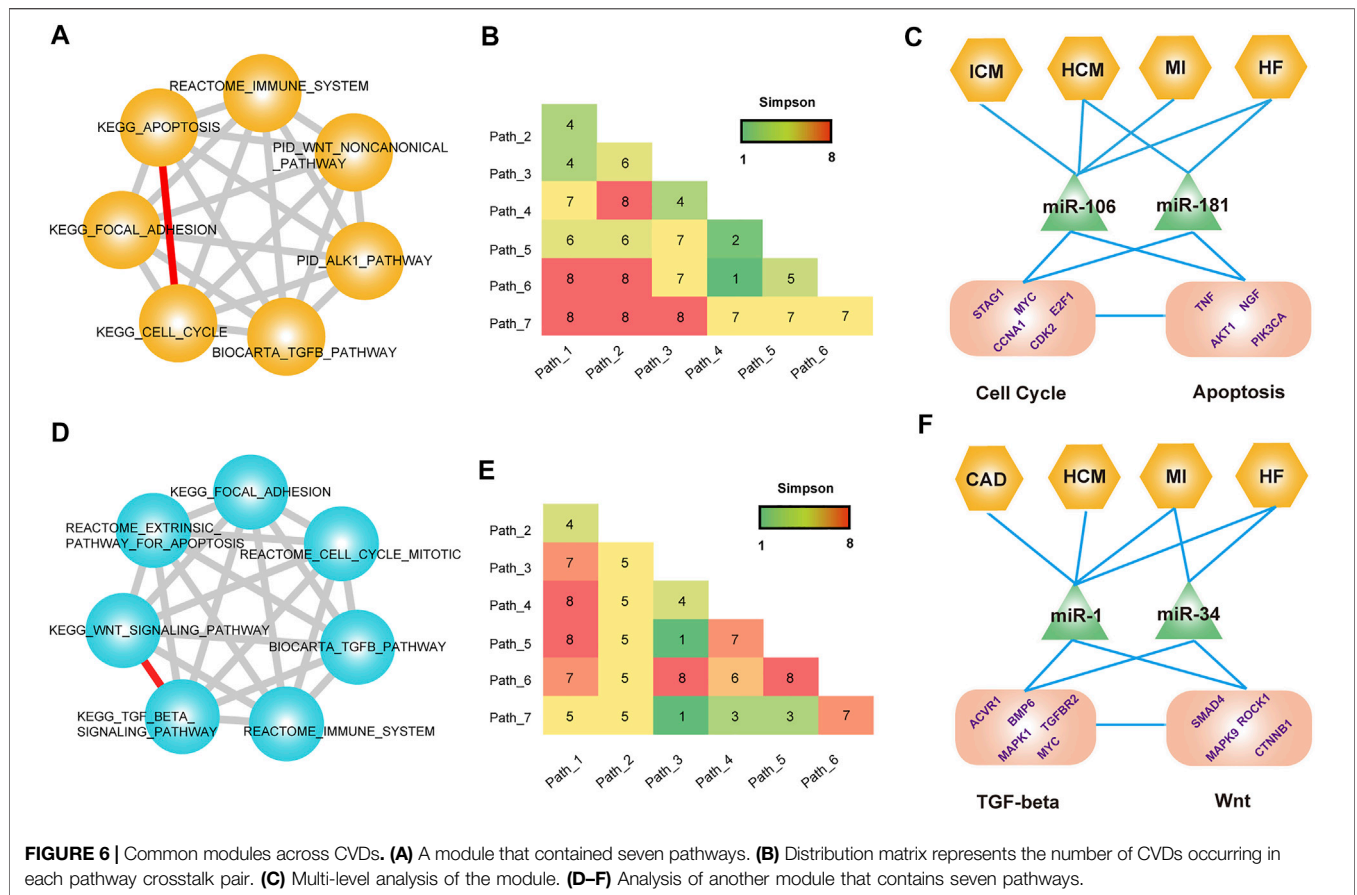 A
REACTOME_IMMUNE_SYSTEM
KEGG_APOPTOSIS
PID_WNT_NONCANONICAL
_PATHWAY
KEGG_FOCAL_ADHESION
PID_ALK1_PATHWAY
KEGG_CELL_CYCLE
BIOCARTA_TGFB_PATHWAY
B
Simpson
1 8
Path_2 4
Path_3 4 6
Path_4 7 8 4
Path_5 6 6 7 2
Path_6 8 8 7 1 5
Path_7 8 8 8 7 7 7
Path_1 Path_2 Path_3 Path_4 Path_5 Path_6
C
ICM HCM MI HF
miR-106 miR-181
STAG1 MYC E2F1 CCNA1 CDK2
TNF NGF AKT1 PIK3CA
Cell Cycle Apoptosis
D
KEGG_FOCAL_ADHESION
REACTOME_EXTRINSIC_
PATHWAY_FOR_APOPTOSIS
REACTOME_CELL_CYCLE_MITOTIC
KEGG_WNT_SIGNALING_PATHWAY
BIOCARTA_TGFB_PATHWAY
KEGG_TGF_BETA_
SIGNALING_PATHWAY
REACTOME_IMMUNE_SYSTEM
E
Simpson
1 8
Path_2 4
Path_3 7 5
Path_4 8 5 4
Path_5 8 5 1 7
Path_6 7 5 8 6 8
Path_7 5 5 1 3 3 7
Path_1 Path_2 Path_3 Path_4 Path_5 Path_6
F
CAD HCM MI HF
miR-1 miR-34
ACVR1 BMP6 TGFBR2 MAPK1 MYC
SMAD4 ROCK1 MAPK9 CTNNB1
TGF-beta Wnt
FIGURE 6 | Common modules across CVDs. (A) A module that contained seven pathways. (B) Distribution matrix represents the number of CVDs occurring in
each pathway crosstalk pair. (C) Multi-level analysis of the module. (D–F) Analysis of another module that contains seven pathways.